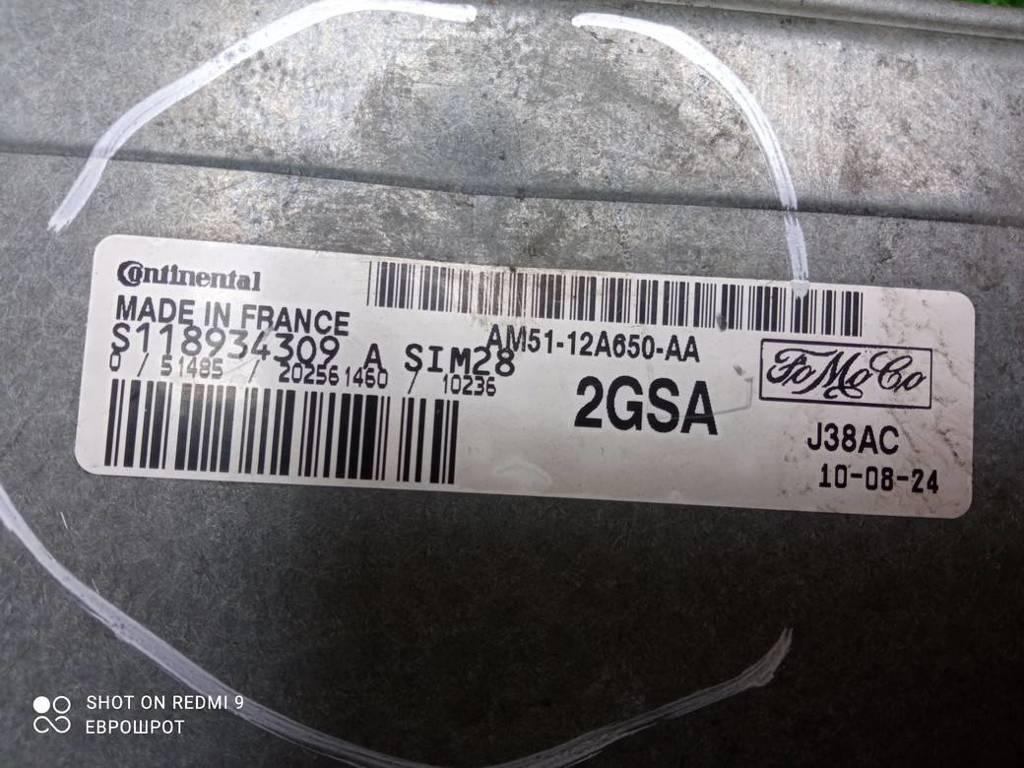 Continental
MADE IN FRANCE
S118934309 A SIM28
0 / 51485 / 202561460 / 10236
AM51-12A650-AA
2GSA
FoMoCo
J38AC
10-08-24
SHOT ON REDMI 9
ЕВРОШРОТ